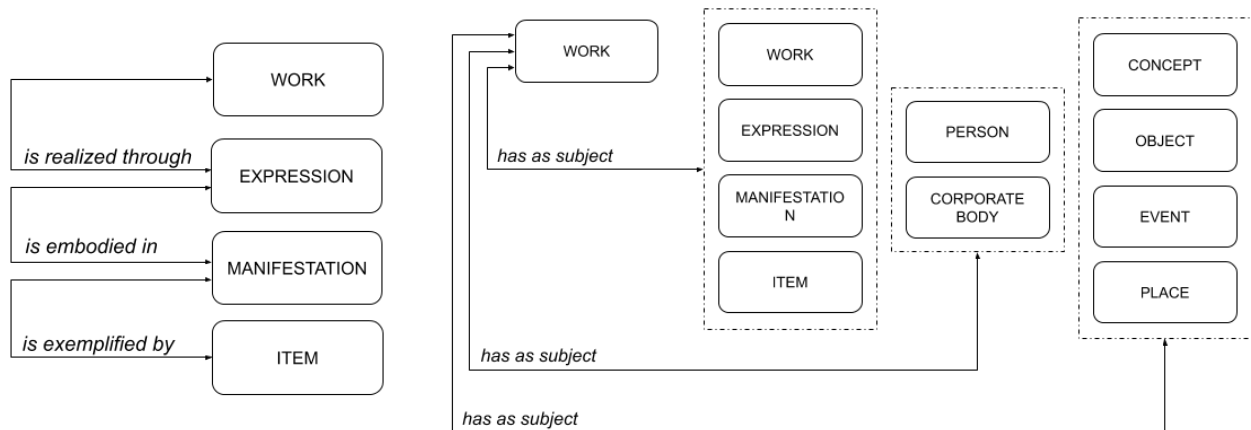 WORK
is realized through
EXPRESSION
is embodied in
MANIFESTATION
is exemplified by
ITEM
WORK
has as subject
has as subject
has as subject
WORK
EXPRESSION
MANIFESTATIO
N
ITEM
PERSON
CORPORATE
BODY
CONCEPT
OBJECT
EVENT
PLACE